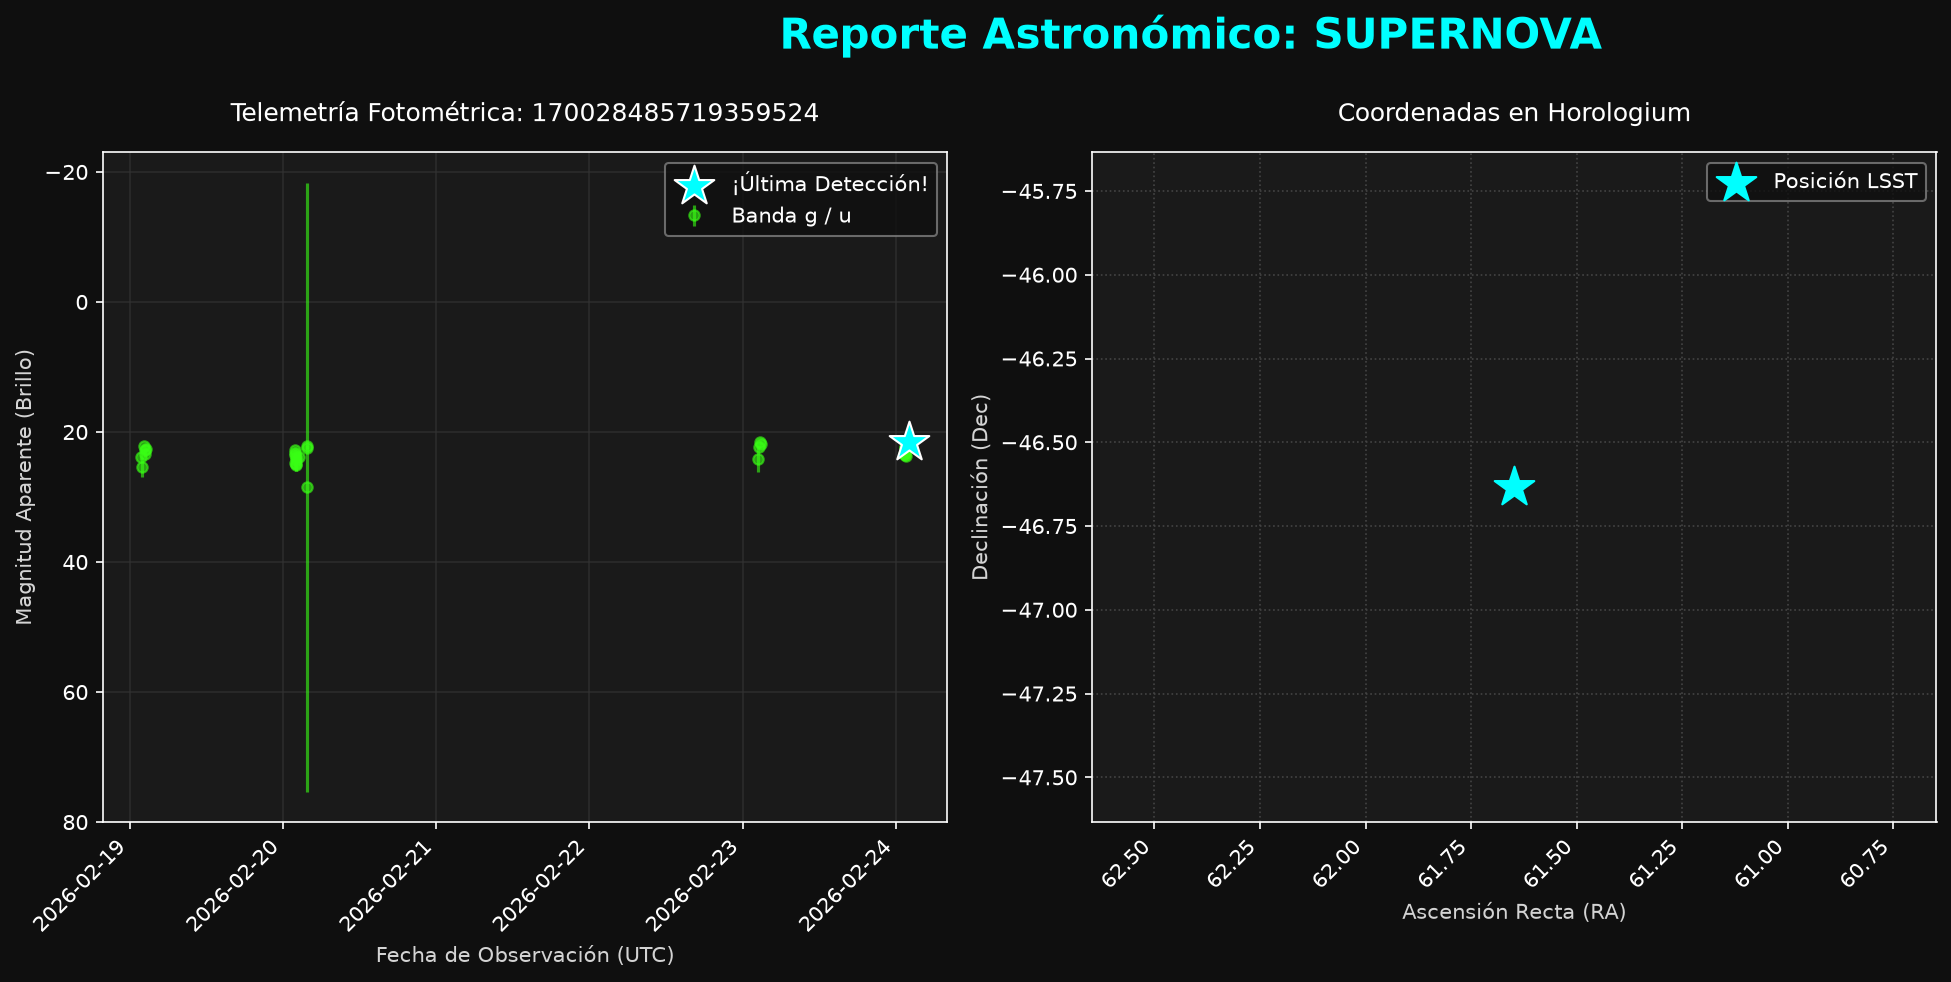 Reporte Astronómico: SUPERNOVA
Telemetría Fotométrica: 170028485719359524
¡Última Detección!
Banda g / u
Magnitud Aparente (Brillo)
−20
0
20
40
60
80
2026-02-19
2026-02-20
2026-02-21
2026-02-22
2026-02-23
2026-02-24
Fecha de Observación (UTC)
Coordenadas en Horologium
Posición LSST
Declinación (Dec)
−45.75
−46.00
−46.25
−46.50
−46.75
−47.00
−47.25
−47.50
62.50
62.25
62.00
61.75
61.50
61.25
61.00
60.75
Ascensión Recta (RA)